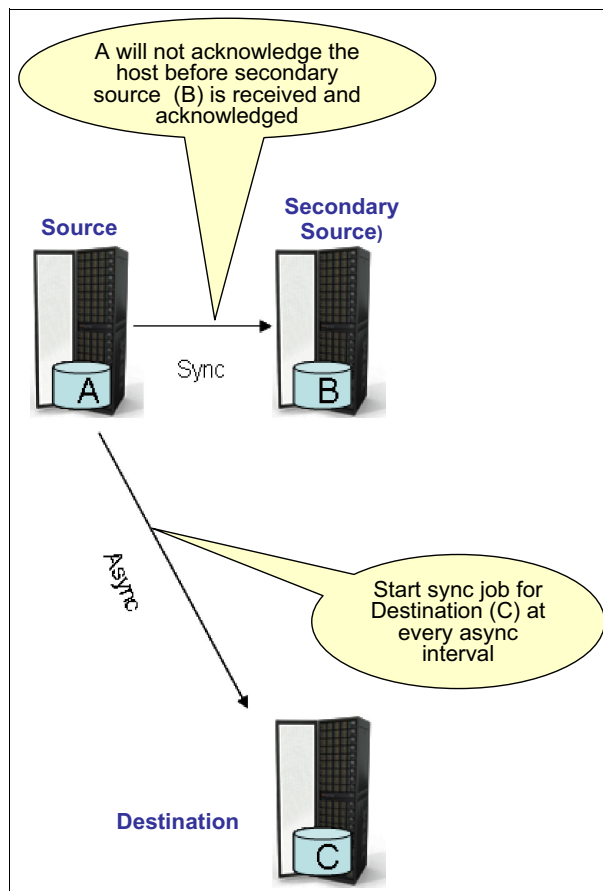 A will not acknowledge the
host before secondary
source (B) is received and
acknowledged
Secondary
Source)
Source
Sync
A
B
Async
Start sync job for
Destination (C) at
every async
interval
Destination
C